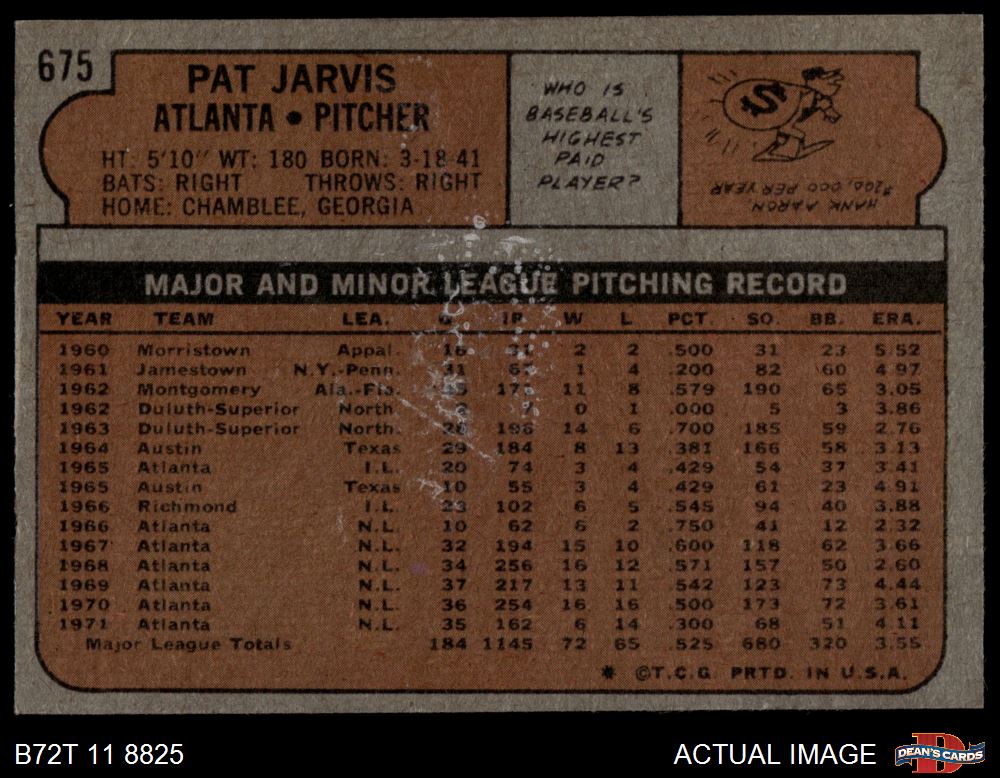 675
PAT JARVIS
ATLANTA • PITCHER
HT: 5'10" WT: 180 BORN: 3-18-41
BATS: RIGHT THROWS: RIGHT
HOME: CHAMBLEE, GEORGIA
WHO IS
BASEBALL'S
HIGHEST
PAID
PLAYER?
$
HANK AARON
$200,000 PER YEAR
MAJOR AND MINOR LEAGUE PITCHING RECORD
YEAR TEAM LEA. G IP. W L PCT. SO. BB. ERA.
1960 Morristown Appal. 16 31 2 2 .500 31 23 5.52
1961 Jamestown N.Y.-Penn. 31 1 4 .200 82 60 4.97
1962 Montgomery Ala.-Fla. 11 8 .579 190 65 3.05
1962 Duluth-Superior North. 7 0 1 .000 5 3 3.86
1963 Duluth-Superior North. 14 6 .700 185 59 2.76
1964 Austin Texas 29 184 8 13 .381 166 58 3.13
1965 Atlanta I.L. 20 74 3 4 .429 54 37 3.41
1965 Austin Texas 10 55 3 4 .429 61 23 4.91
1966 Richmond I.L. 23 102 6 5 .545 94 40 3.88
1966 Atlanta N.L. 10 62 6 2 .750 41 12 2.32
1967 Atlanta N.L. 32 194 15 10 .600 118 62 3.66
1968 Atlanta N.L. 34 256 16 12 .571 157 50 2.60
1969 Atlanta N.L. 37 217 13 11 .542 123 73 4.44
1970 Atlanta N.L. 36 254 16 16 .500 173 72 3.61
1971 Atlanta N.L. 35 162 6 14 .300 68 51 4.11
Major League Totals 184 1145 72 65 .525 680 320 3.55
* ©T.C.G. PRTD. IN U.S.A.
B72T 11 8825
ACTUAL IMAGE
DEAN'S CARDS